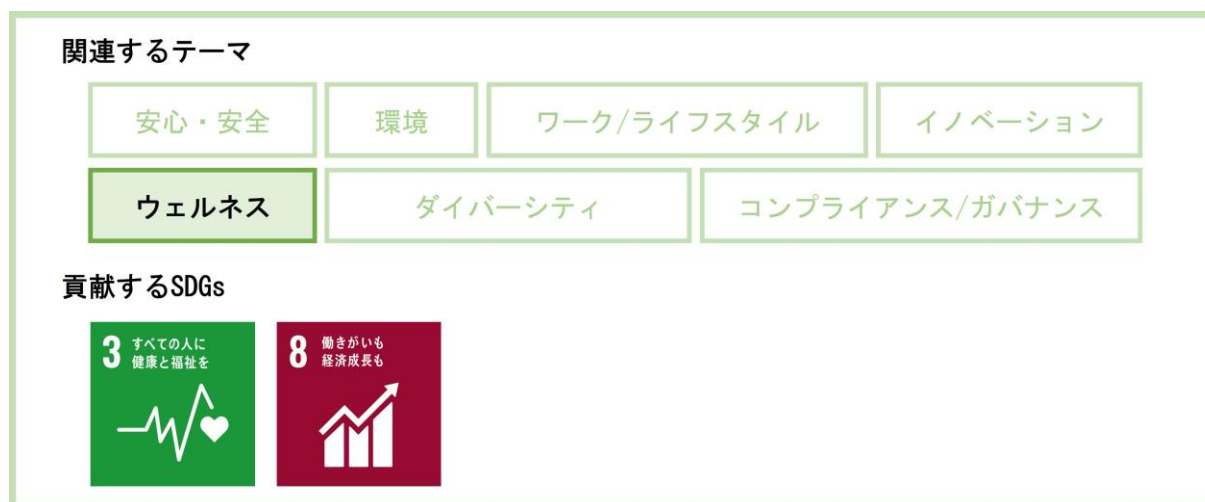 関連するテーマ
安心・安全 環境 ワーク/ライフスタイル イノベーション
ウェルネス ダイバーシティ コンプライアンス/ガバナンス
貢献するSDGs
3 すべての人に
健康と福祉を
8 働きがいも
経済成長も